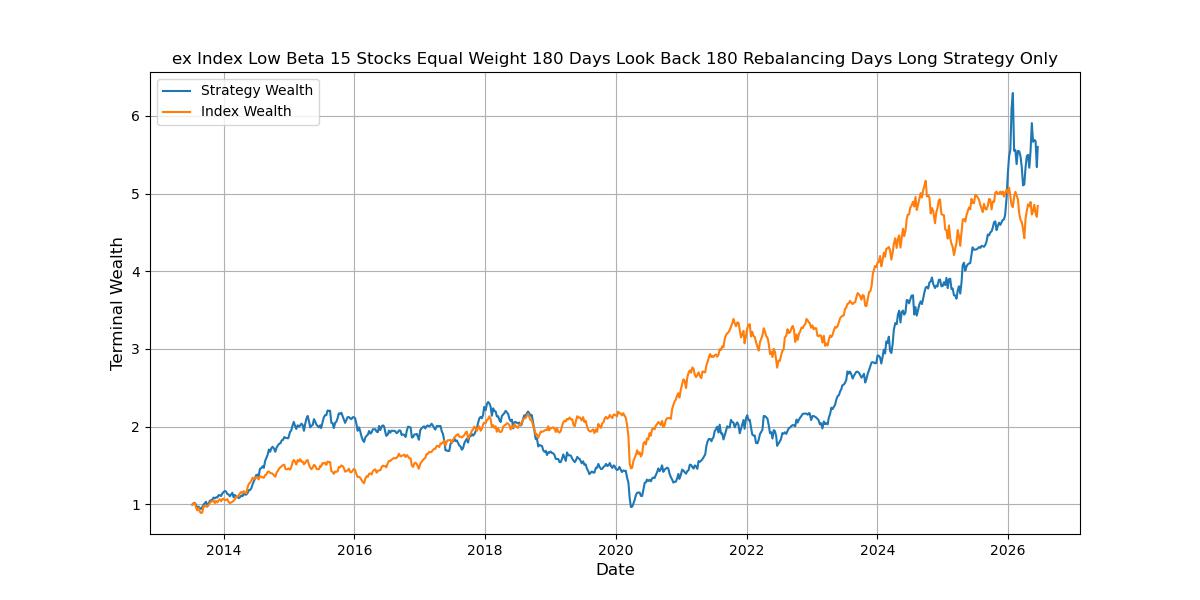 ex Index Low Beta 15 Stocks Equal Weight 180 Days Look Back 180 Rebalancing Days Long Strategy Only
Strategy Wealth
Index Wealth
6
5
4
3
2
1
Terminal Wealth
2014 2016 2018 2020 2022 2024 2026
Date